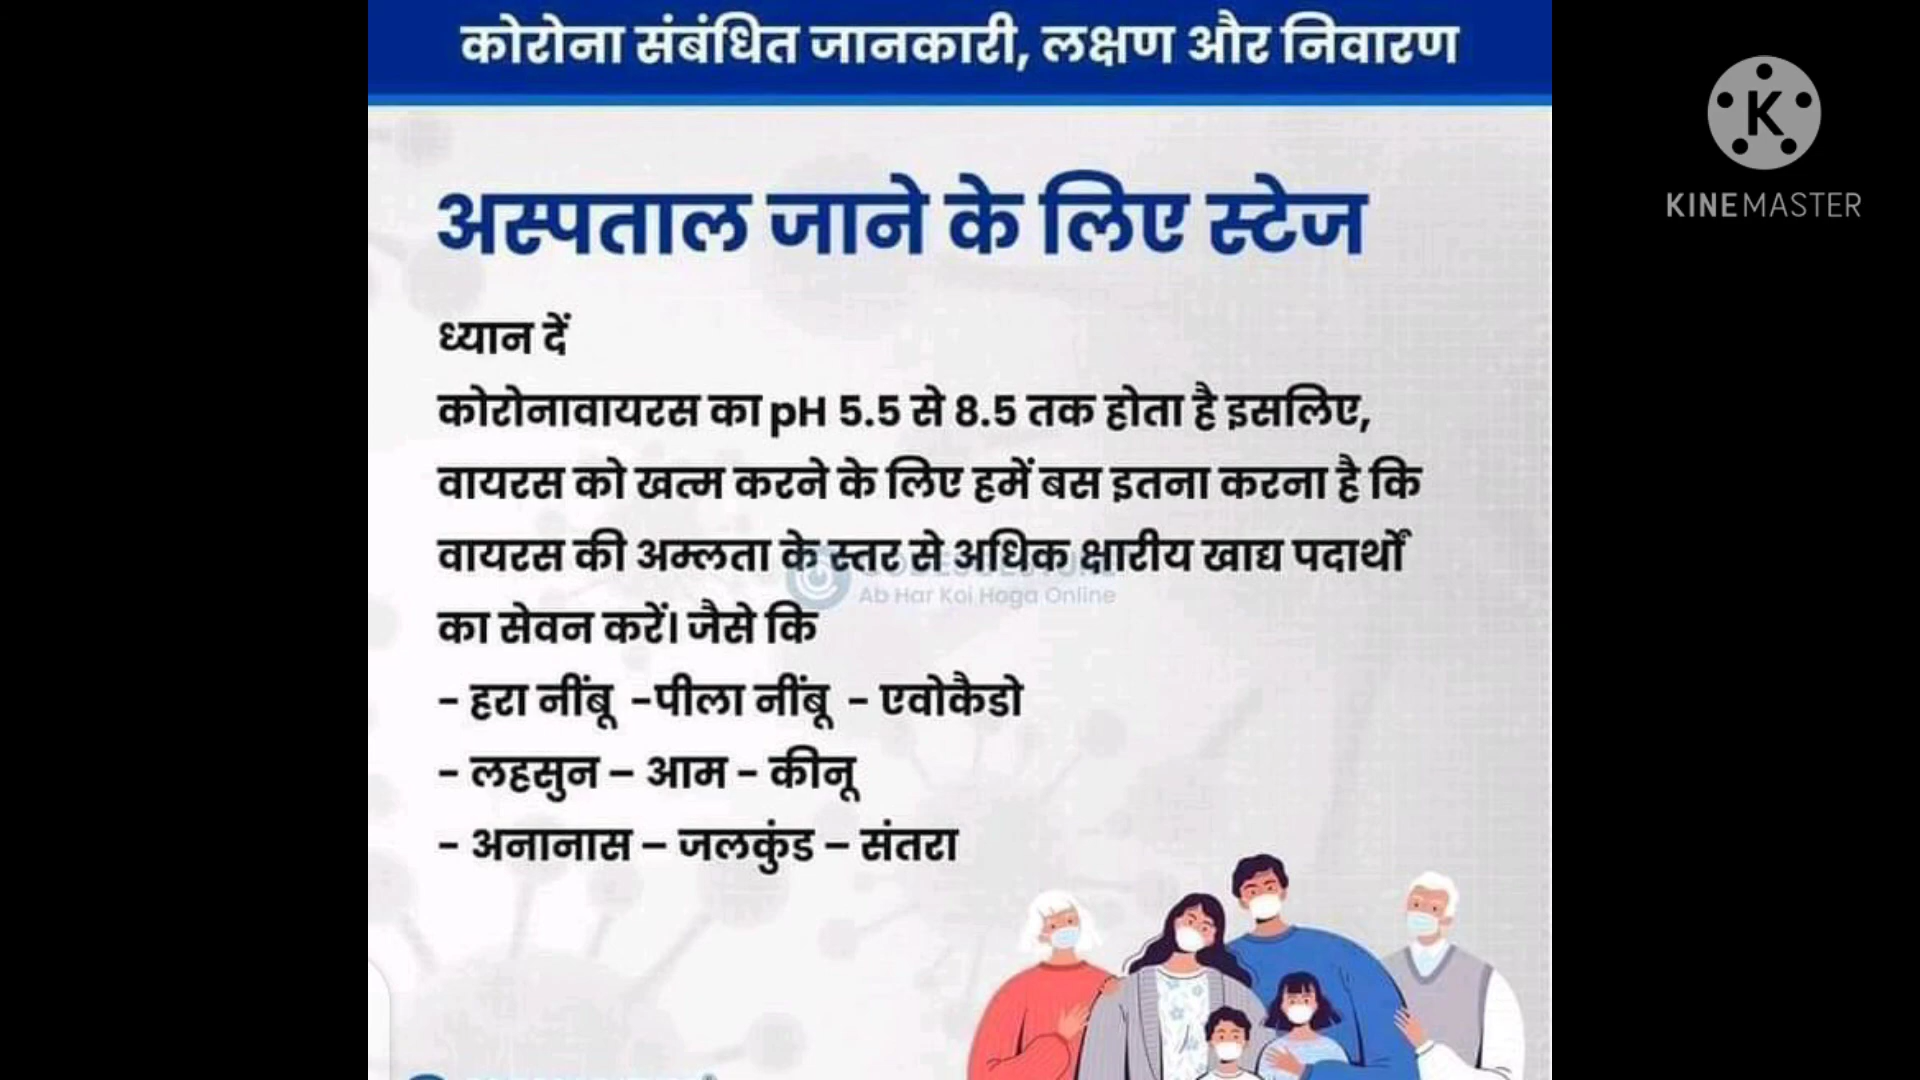 कोरोना संबंधित जानकारी, लक्षण और निवारण
KINEMASTER
अस्पताल जाने के लिए स्टेज
ध्यान दें
कोरोनावायरस का pH 5.5 से 8.5 तक होता है इसलिए,
वायरस को खत्म करने के लिए हमें बस इतना करना है कि
वायरस की अम्लता के स्तर से अधिक क्षारीय खाद्य पदार्थों
Ab Har Koi Hoga Online
का सेवन करें। जैसे कि
- हरा नींबू -पीला नींबू - एवोकैडो
- लहसुन – आम - कीनू
- अनानास – जलकुंड – संतरा